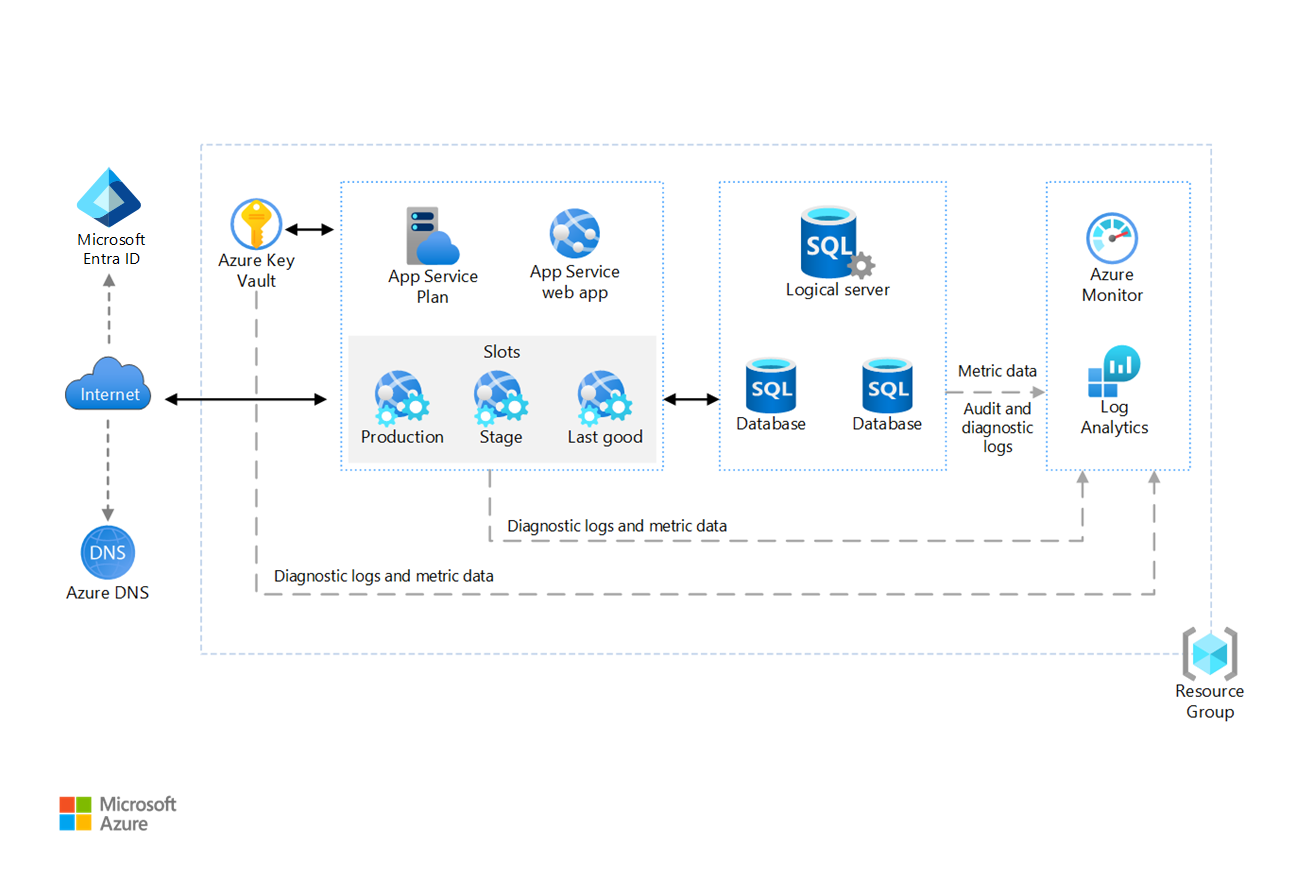 Microsoft
Entra ID
Internet
DNS
Azure DNS
Azure Key
Vault
App Service
Plan
App Service
web app
Slots
Production
Stage
Last good
SQL
Logical server
SQL
Database
SQL
Database
Metric data
Audit and
diagnostic
logs
Azure
Monitor
Log
Analytics
Diagnostic logs and metric data
Diagnostic logs and metric data
Resource
Group
Microsoft
Azure